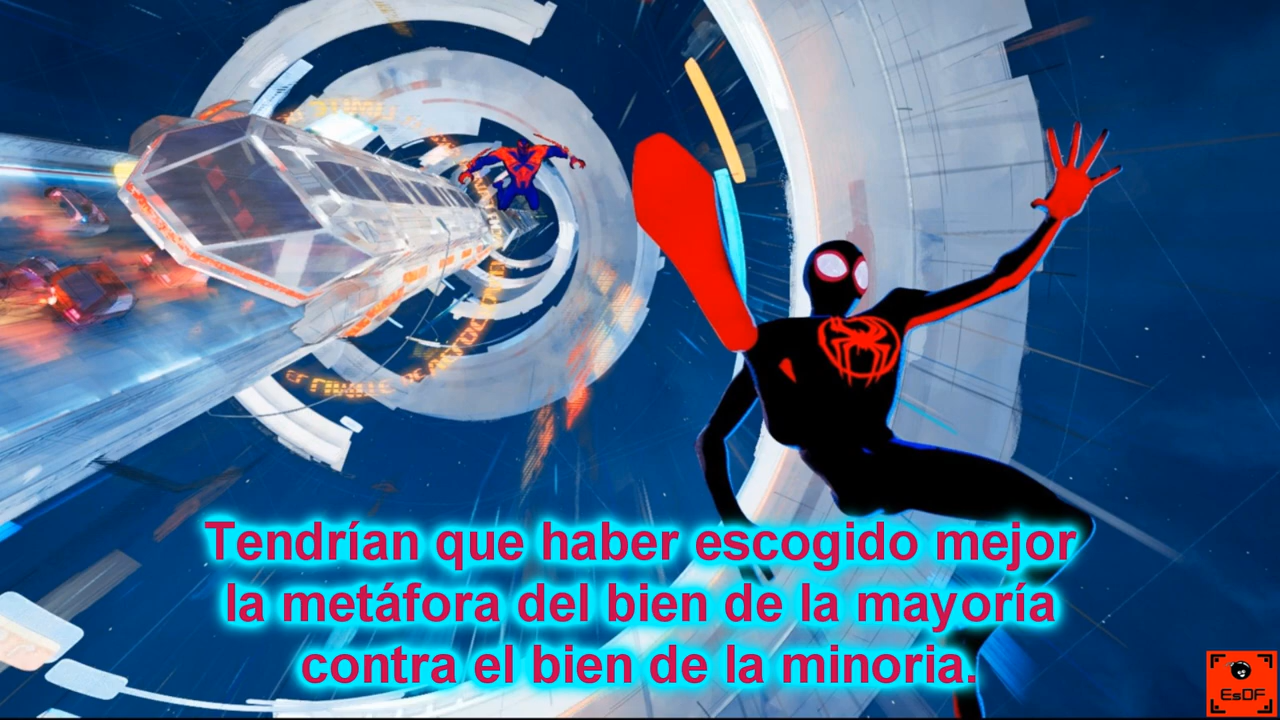 Tendrían que haber escogido mejor
la metáfora del bien de la mayoría
contra el bien de la minoria.
EsDF